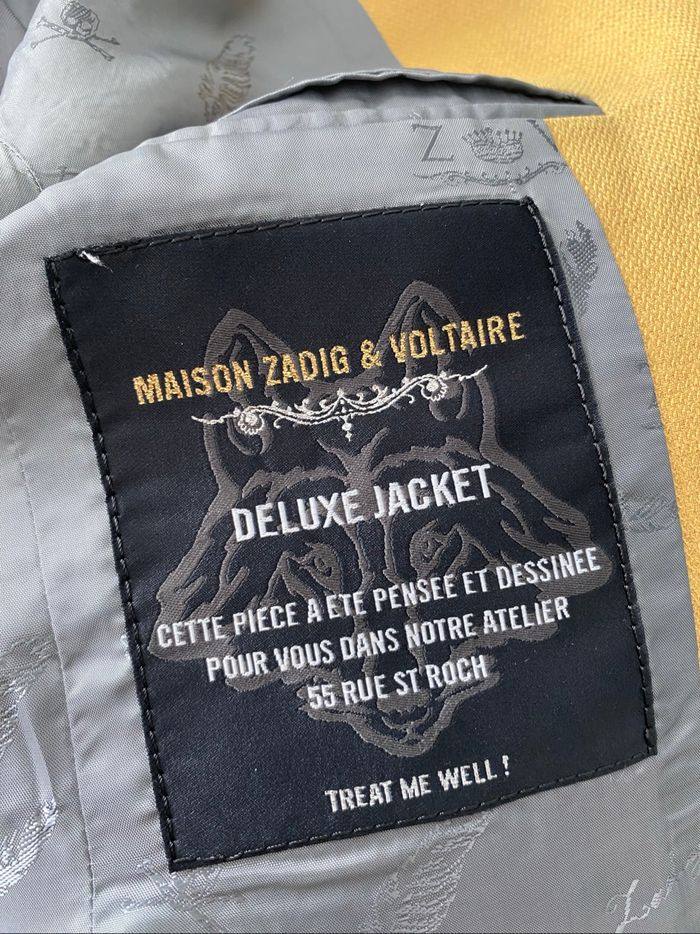 Z
MAISON ZADIG & VOLTAIRE
DELUXE JACKET
CETTE PIECE A ETE PENSEE ET DESSINEE
POUR VOUS DANS NOTRE ATELIER
55 RUE ST ROCH
TREAT ME WELL !